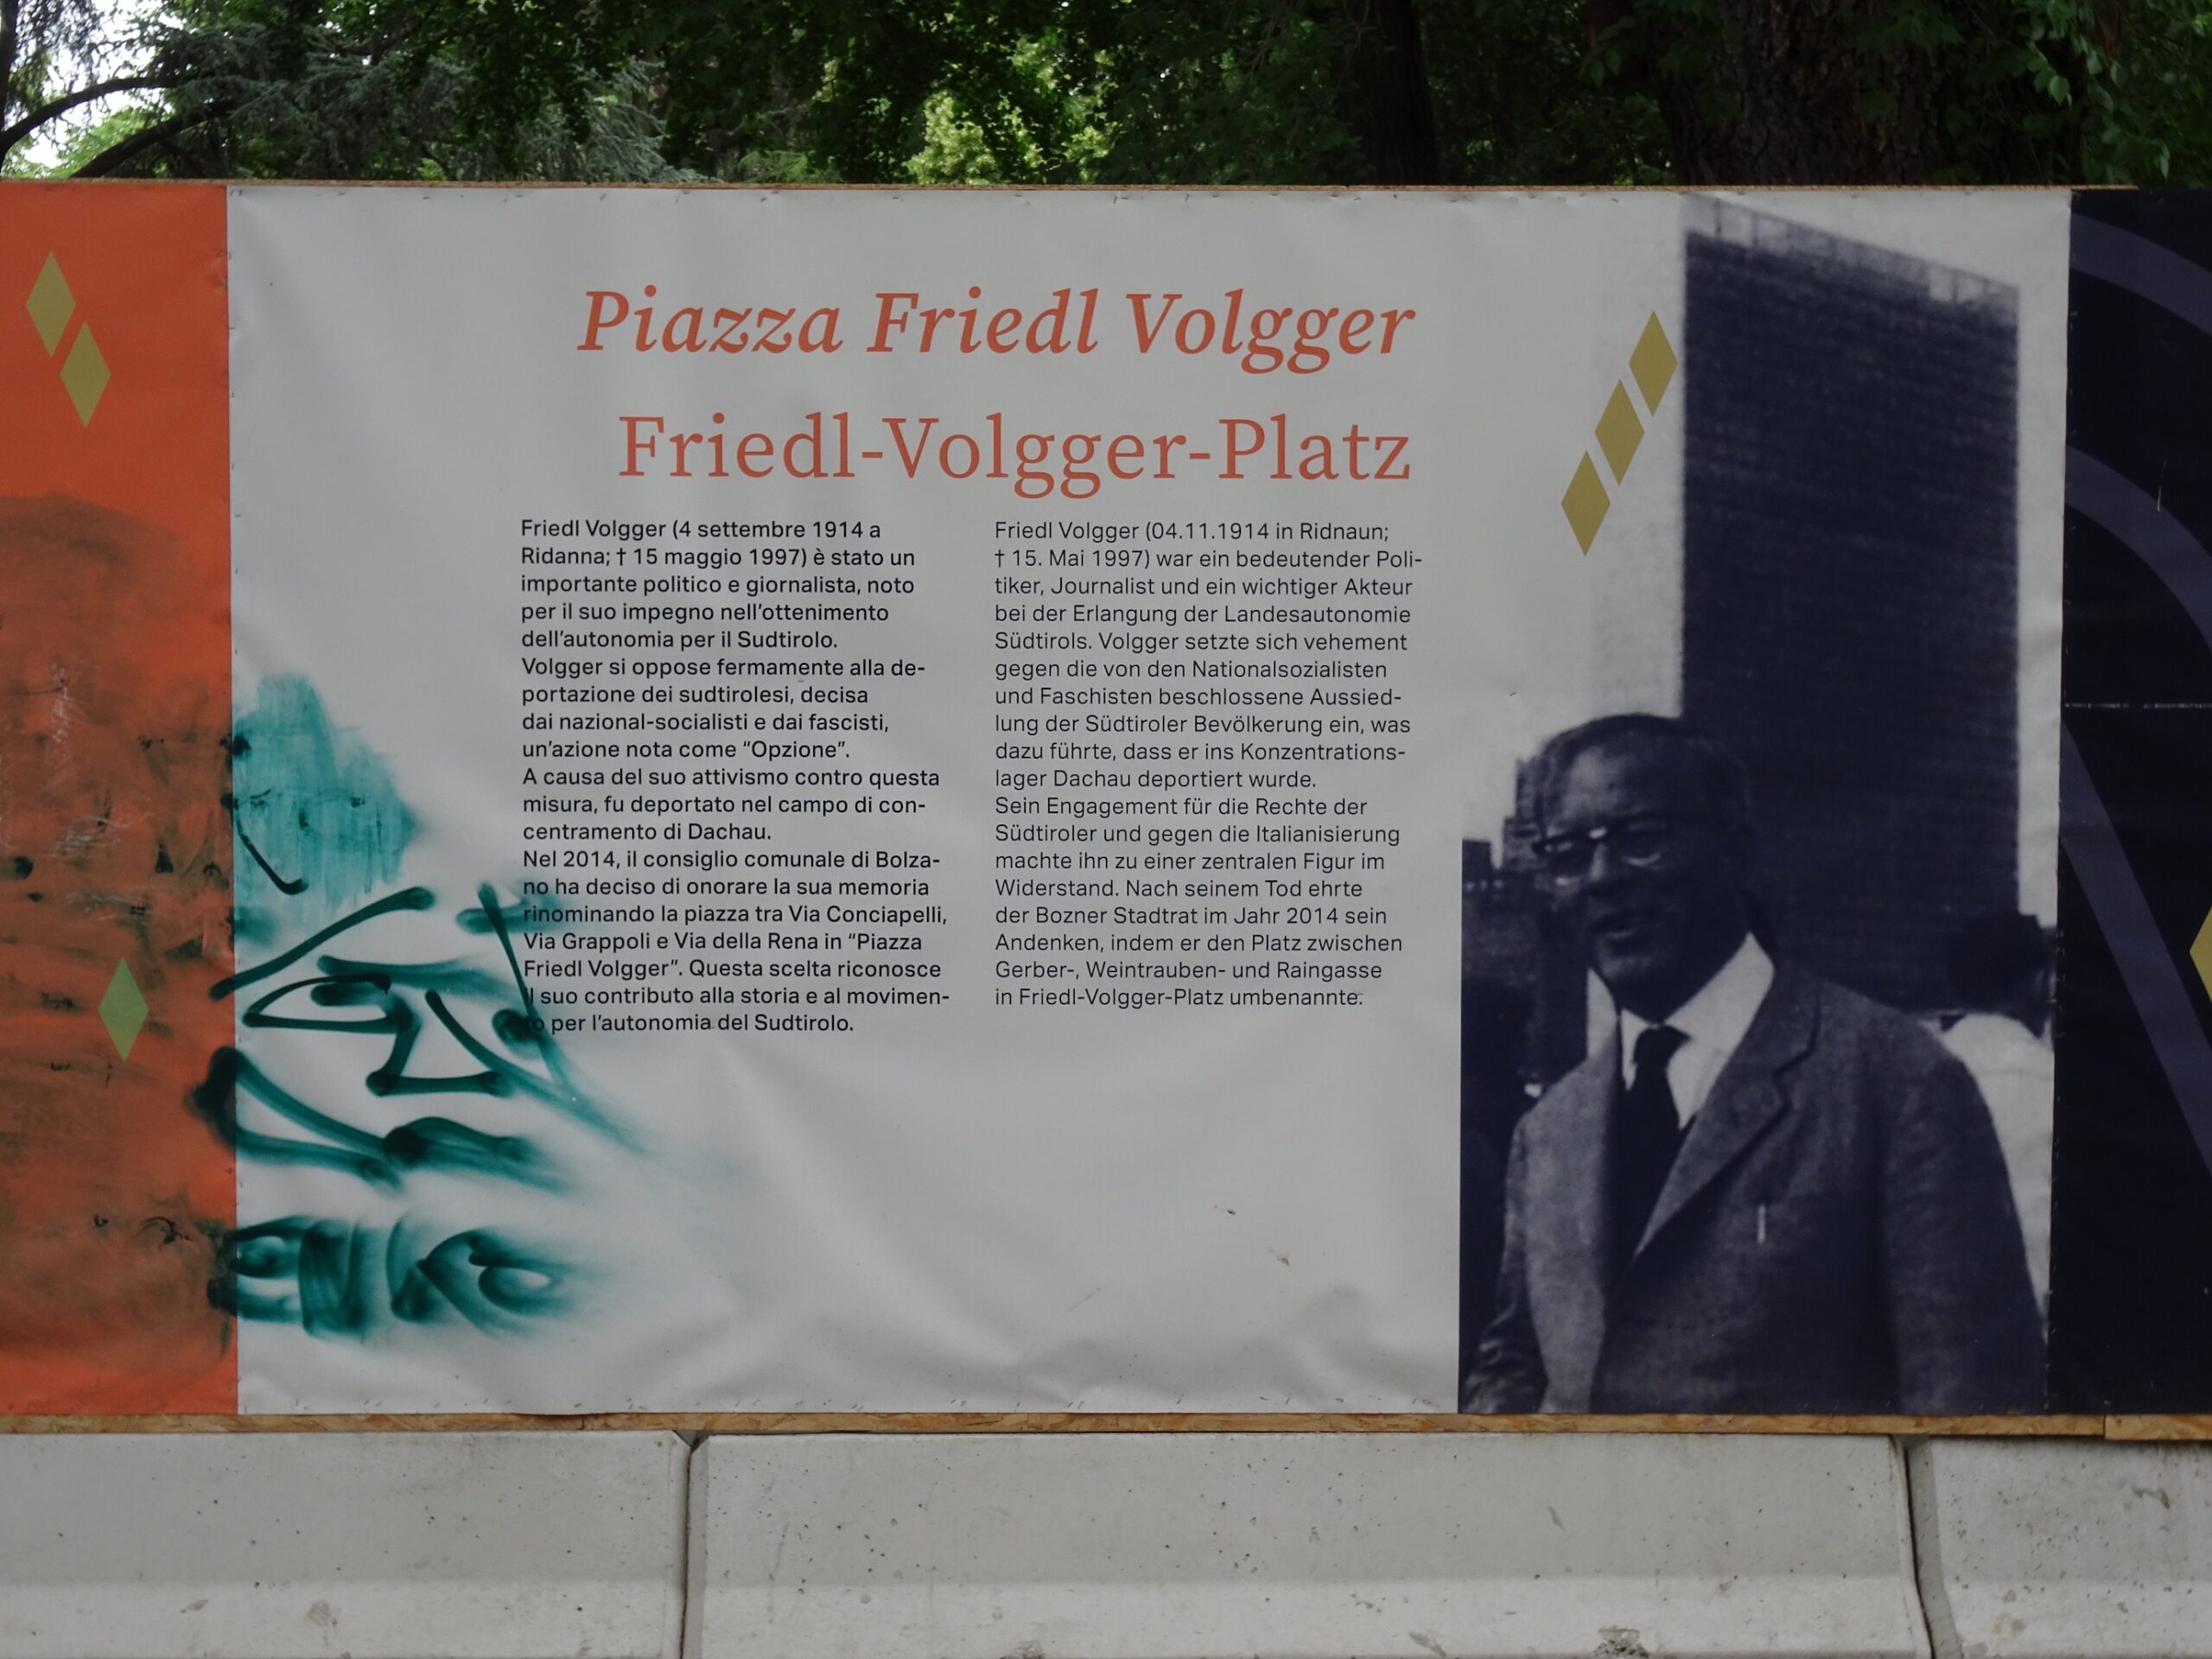 Piazza Friedl Volgger
Friedl-Volgger-Platz
Friedl Volgger (4 settembre 1914 a
Ridanna; † 15 maggio 1997) è stato un
importante politico e giornalista, noto
per il suo impegno nell'ottenimento
dell'autonomia per il Sudtirolo.
Volgger si oppose fermamente alla de-
portazione dei sudtirolesi, decisa
dai nazional-socialisti e dai fascisti,
un'azione nota come “Opzione”.
A causa del suo attivismo contro questa
misura, fu deportato nel campo di con-
centramento di Dachau.
Nel 2014, il consiglio comunale di Bolza-
no ha deciso di onorare la sua memoria
rinominando la piazza tra Via Conciapelli,
Via Grappoli e Via della Rena in “Piazza
Friedl Volgger”. Questa scelta riconosce
il suo contributo alla storia e al movimen-
to per l'autonomia del Sudtirolo.
Friedl Volgger (04.11.1914 in Ridnaun;
† 15. Mai 1997) war ein bedeutender Poli-
tiker, Journalist und ein wichtiger Akteur
bei der Erlangung der Landesautonomie
Südtirols. Volgger setzte sich vehement
gegen die von den Nationalsozialisten
und Faschisten beschlossene Aussied-
lung der Südtiroler Bevölkerung ein, was
dazu führte, dass er ins Konzentrations-
lager Dachau deportiert wurde.
Sein Engagement für die Rechte der
Südtiroler und gegen die Italianisierung
machte ihn zu einer zentralen Figur im
Widerstand. Nach seinem Tod ehrte
der Bozner Stadtrat im Jahr 2014 sein
Andenken, indem er den Platz zwischen
Gerber-, Weintrauben- und Raingasse
in Friedl-Volgger-Platz umbenannte.